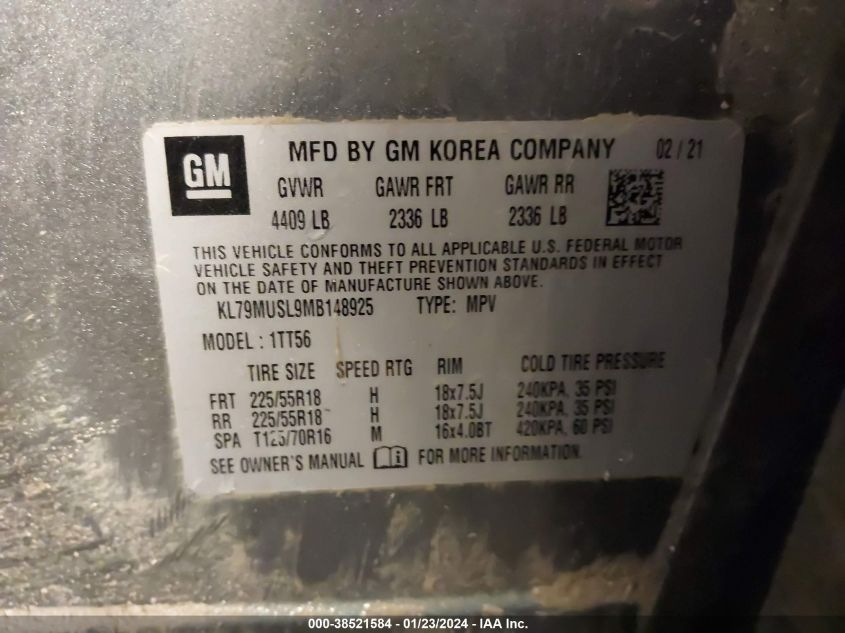 GM
MFD BY GM KOREA COMPANY 02 / 21
GVWR GAWR FRT GAWR RR
4409 LB 2336 LB 2336 LB
THIS VEHICLE CONFORMS TO ALL APPLICABLE U.S. FEDERAL MOTOR
VEHICLE SAFETY AND THEFT PREVENTION STANDARDS IN EFFECT
ON THE DATE OF MANUFACTURE SHOWN ABOVE.
KL79MUSL9MB148925 TYPE: MPV
MODEL : 1TT56
TIRE SIZE SPEED RTG RIM COLD TIRE PRESSURE
FRT 225/55R18 H 18x7.5J 240KPA, 35 PSI
RR 225/55R18 H 18x7.5J 240KPA, 35 PSI
SPA T125/70R16 M 16x4.0BT 420KPA, 60 PSI
SEE OWNER'S MANUAL i FOR MORE INFORMATION.
000-38521584 - 01/23/2024 - IAA Inc.